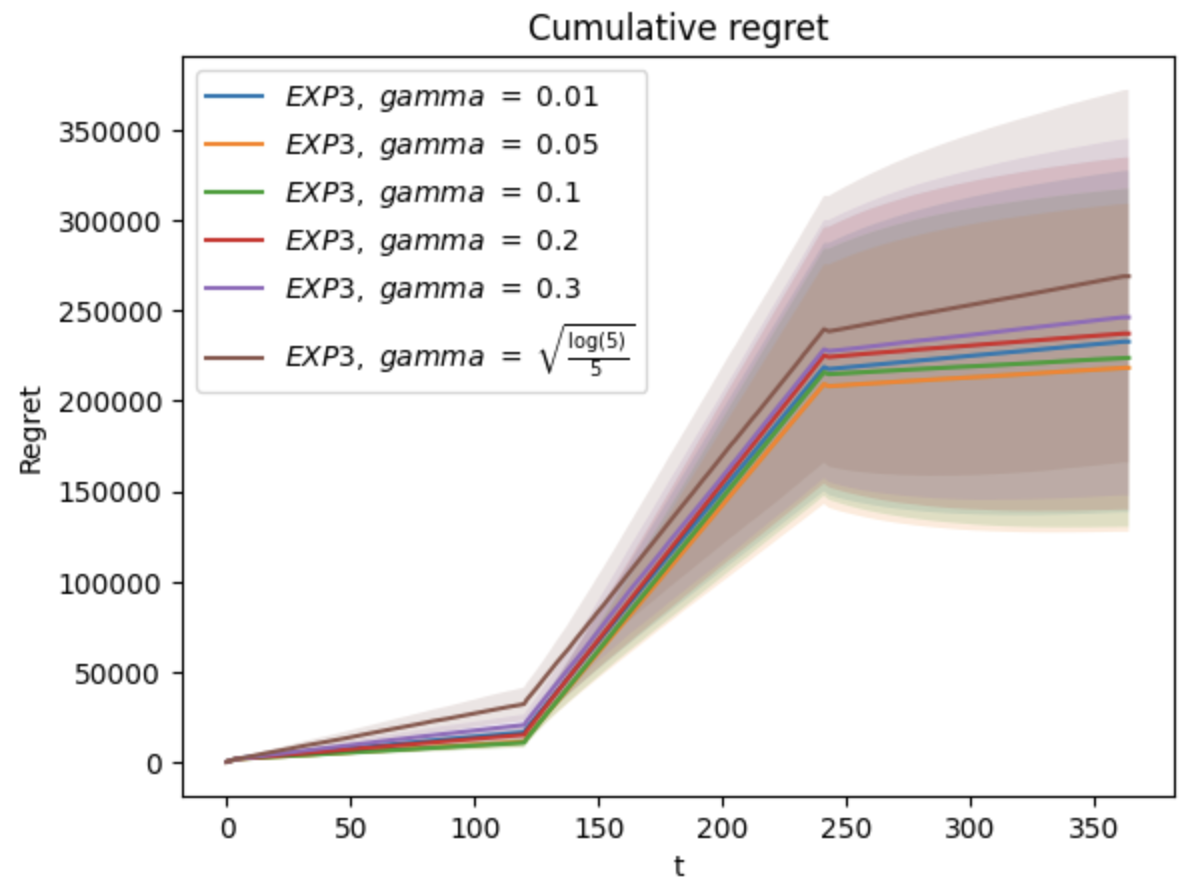 Cumulative regret
EXP3, gamma = 0.01
EXP3, gamma = 0.05
EXP3, gamma = 0.1
EXP3, gamma = 0.2
EXP3, gamma = 0.3
EXP3, gamma = √(log(5)/5)
Regret
350000
300000
250000
200000
150000
100000
50000
0
0 50 100 150 200 250 300 350
t